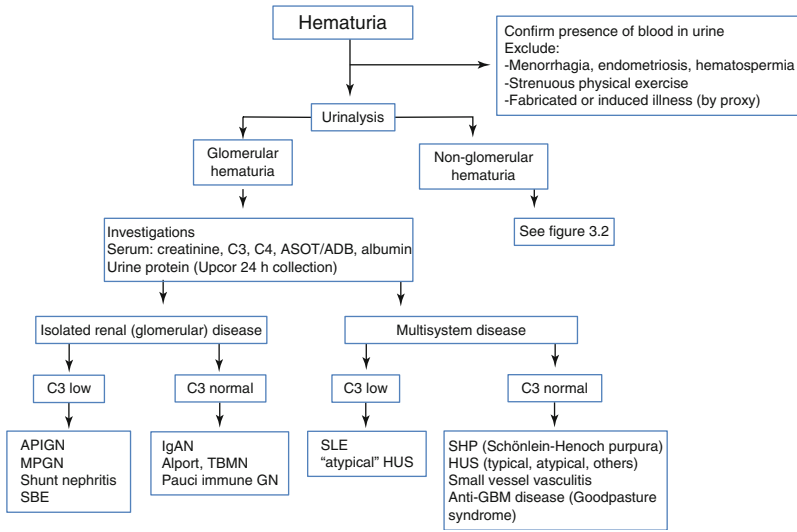 Hematuria
Confirm presence of blood in urine
Exclude:
-Menorrhagia, endometriosis, hematospermia
-Strenuous physical exercise
-Fabricated or induced illness (by proxy)
Urinalysis
Glomerular
hematuria
Non-glomerular
hematuria
See figure 3.2
Investigations
Serum: creatinine, C3, C4, ASOT/ADB, albumin
Urine protein (Upcor 24 h collection)
Isolated renal (glomerular) disease
Multisystem disease
C3 low
C3 normal
C3 low
C3 normal
APIGN
MPGN
Shunt nephritis
SBE
IgAN
Alport, TBMN
Pauci immune GN
SLE
“atypical” HUS
SHP (Schönlein-Henoch purpura)
HUS (typical, atypical, others)
Small vessel vasculitis
Anti-GBM disease (Goodpasture
syndrome)